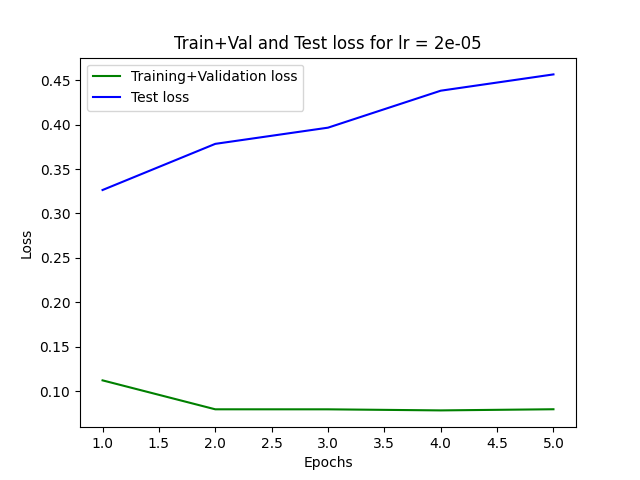 Train+Val and Test loss for lr = 2e-05
Training+Validation loss
Test loss
Loss
0.45
0.40
0.35
0.30
0.25
0.20
0.15
0.10
1.0 1.5 2.0 2.5 3.0 3.5 4.0 4.5 5.0
Epochs